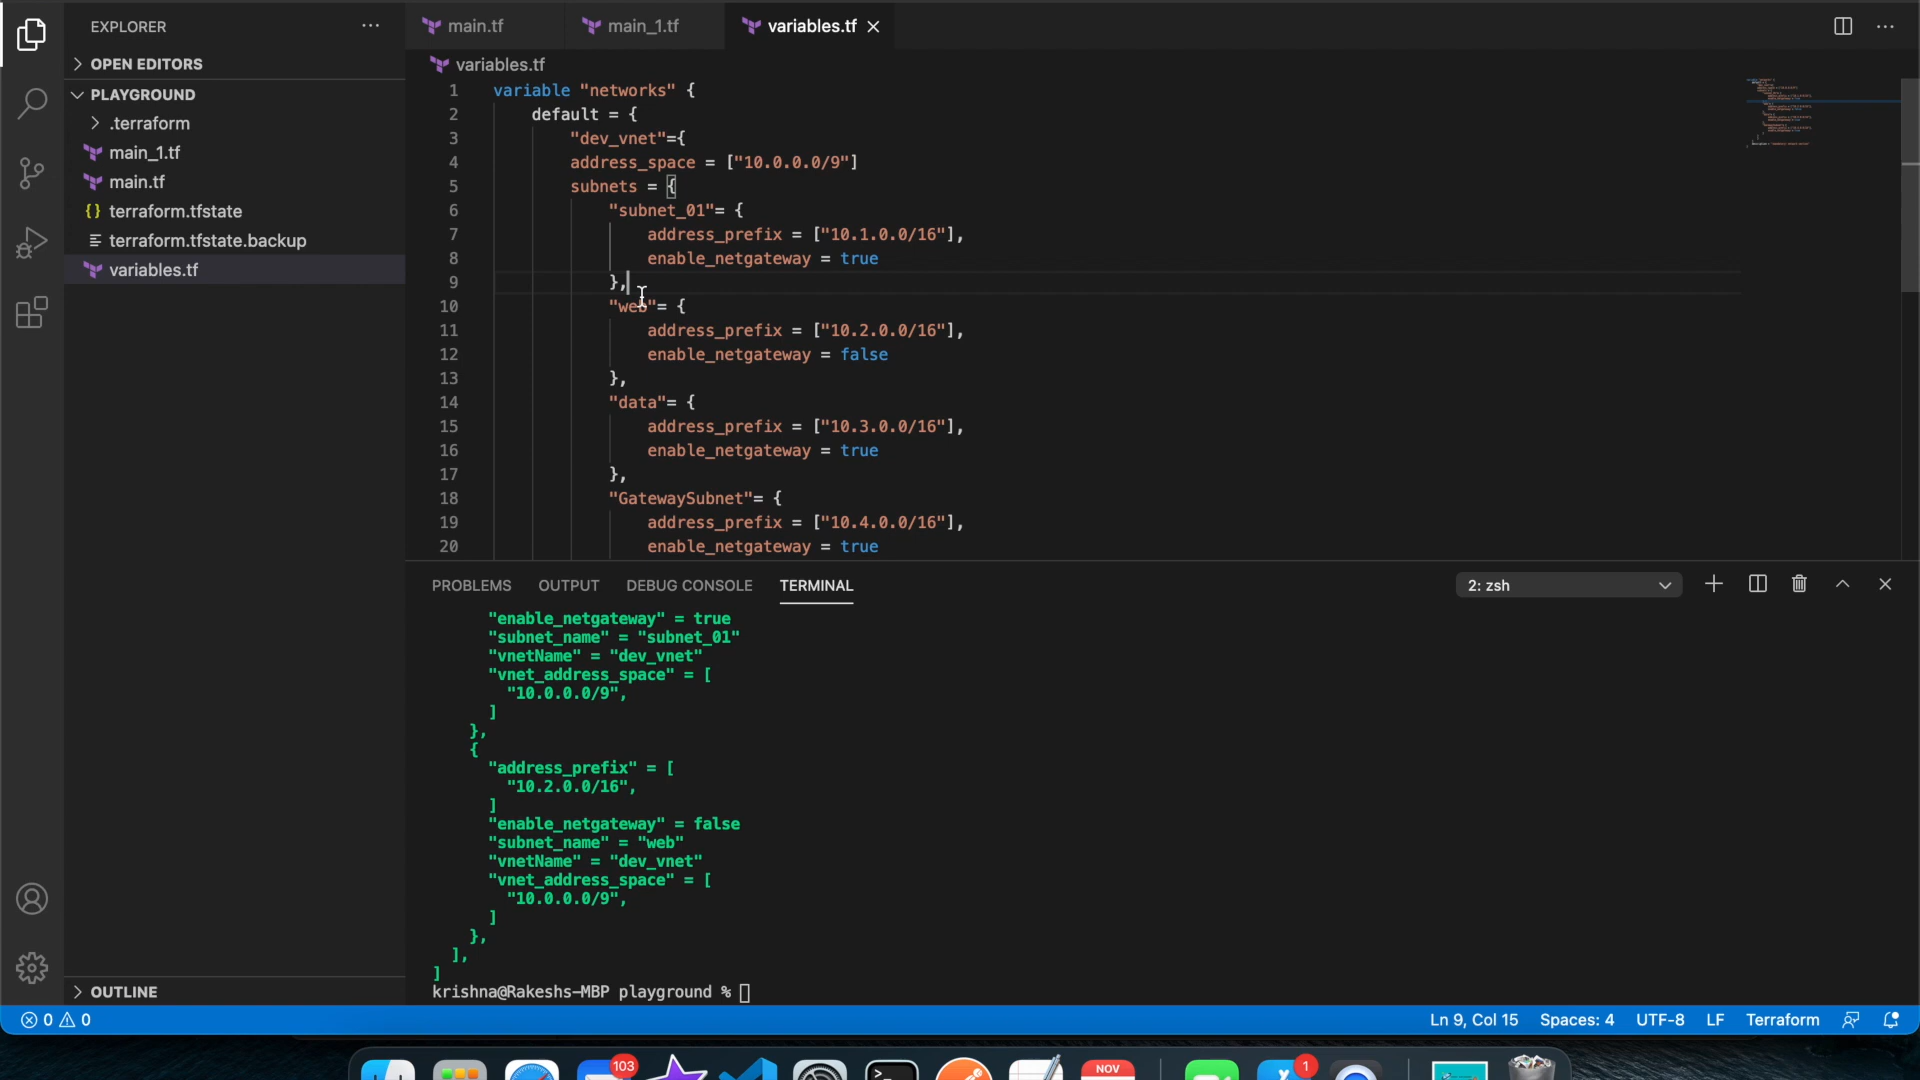 EXPLORER
OPEN EDITORS
PLAYGROUND
.terraform
main_1.tf
main.tf
terraform.tfstate
terraform.tfstate.backup
variables.tf
OUTLINE
main.tf
main_1.tf
variables.tf
variables.tf
1 variable "networks" {
2 default = {
3 "dev_vnet"={
4 address_space = ["10.0.0.0/9"]
5 subnets = {
6 "subnet_01"= {
7 address_prefix = ["10.1.0.0/16"],
8 enable_netgateway = true
9 },
10 "web"= {
11 address_prefix = ["10.2.0.0/16"],
12 enable_netgateway = false
13 },
14 "data"= {
15 address_prefix = ["10.3.0.0/16"],
16 enable_netgateway = true
17 },
18 "GatewaySubnet"= {
19 address_prefix = ["10.4.0.0/16"],
20 enable_netgateway = true
PROBLEMS OUTPUT DEBUG CONSOLE TERMINAL
2: zsh
"enable_netgateway" = true
"subnet_name" = "subnet_01"
"vnetName" = "dev_vnet"
"vnet_address_space" = [
"10.0.0.0/9",
]
},
{
"address_prefix" = [
"10.2.0.0/16",
]
"enable_netgateway" = false
"subnet_name" = "web"
"vnetName" = "dev_vnet"
"vnet_address_space" = [
"10.0.0.0/9",
]
},
],
]
krishna@Rakeshs-MBP playground %
0 0
Ln 9, Col 15 Spaces: 4 UTF-8 LF Terraform
103
NOV
1